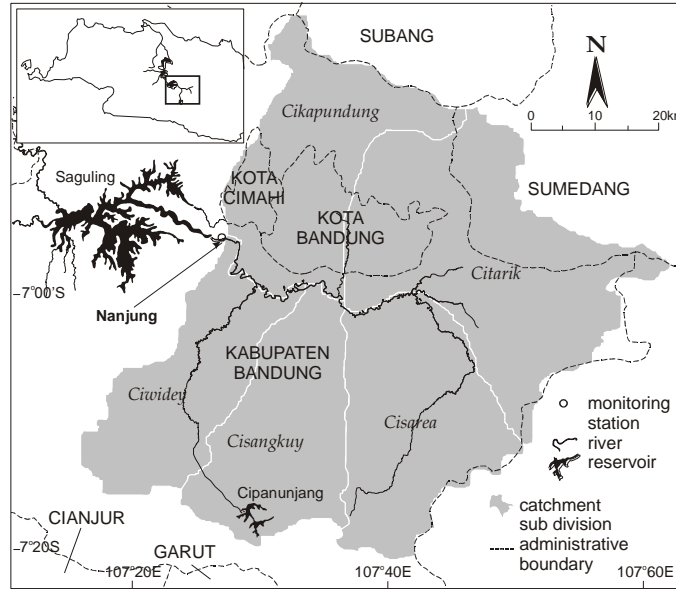 SUBANG
N
Cikapundung
0 10 20km
Saguling
KOTA
CIMAHI
SUMEDANG
KOTA
BANDUNG
Citarik
-7°00'S
Nanjung
KABUPATEN
BANDUNG
Ciwidey
monitoring
station
Cisangkuy
Cisarea
river
reservoir
Cipanunjang
catchment
sub division
CIANJUR
administrative
boundary
-7°20'S
GARUT
107°20E
107°40E
107°60E